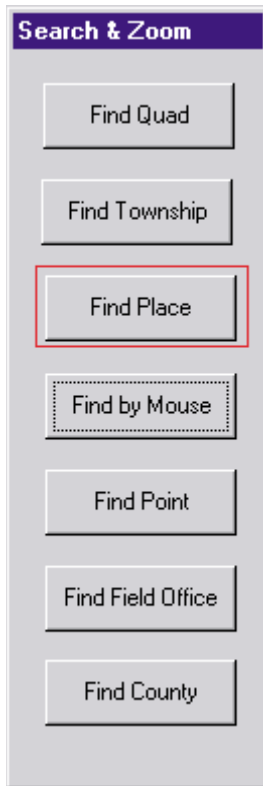 Search & Zoom
Find Quad
Find Township
Find Place
Find by Mouse
Find Point
Find Field Office
Find County